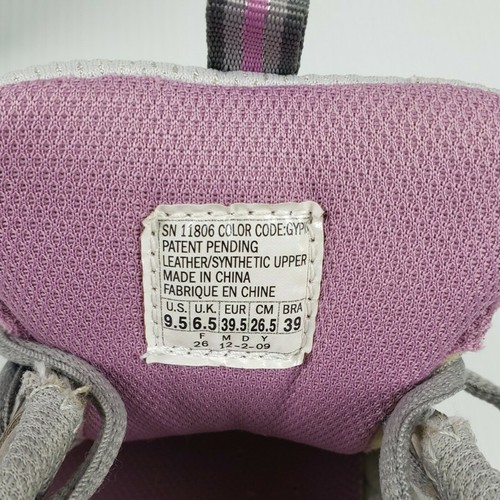 SN 11806 COLOR CODE:GYPK
PATENT PENDING
LEATHER/SYNTHETIC UPPER
MADE IN CHINA
FABRIQUE EN CHINE
U.S. U.K. EUR CM BRA
9.5 6.5 39.5 26.5 39
F M D Y
26 12-2-09